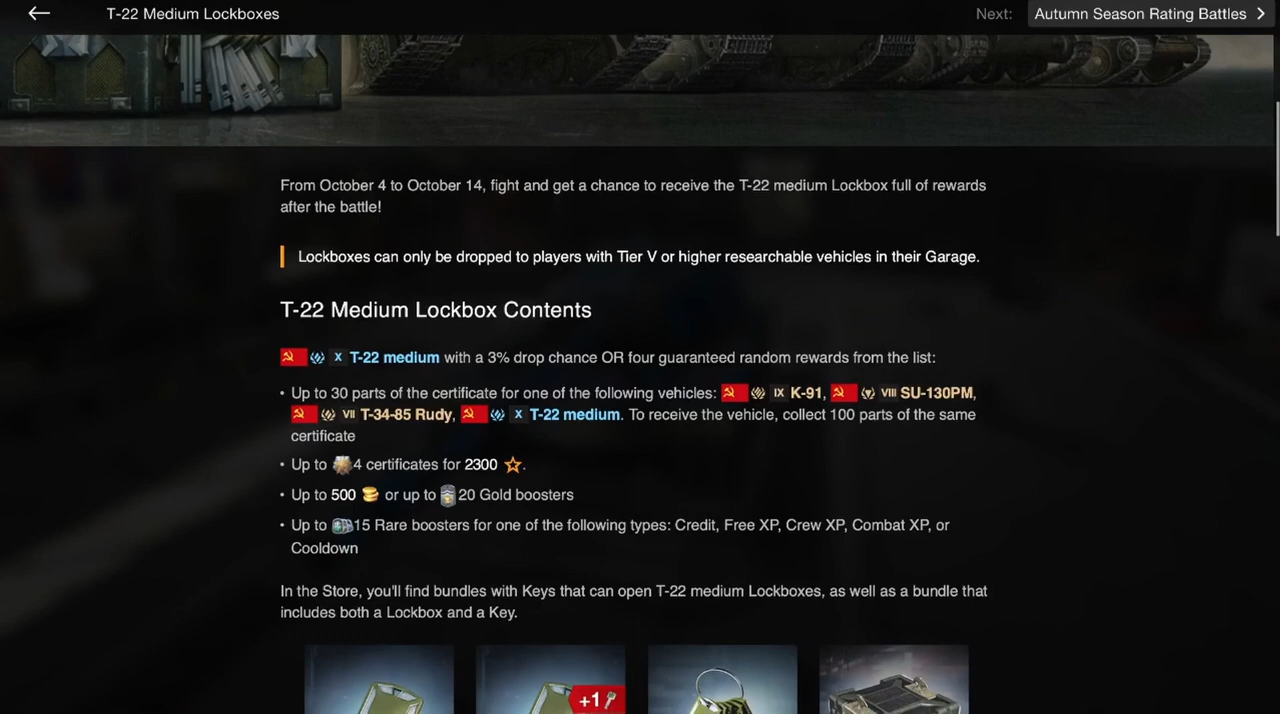 T-22 Medium Lockboxes
Next: Autumn Season Rating Battles
From October 4 to October 14, fight and get a chance to receive the T-22 medium Lockbox full of rewards
after the battle!
Lockboxes can only be dropped to players with Tier V or higher researchable vehicles in their Garage.
T-22 Medium Lockbox Contents
X T-22 medium with a 3% drop chance OR four guaranteed random rewards from the list:
• Up to 30 parts of the certificate for one of the following vehicles: IX K-91, VIII SU-130PM,
VII T-34-85 Rudy, X T-22 medium. To receive the vehicle, collect 100 parts of the same
certificate
• Up to 4 certificates for 2300 .
• Up to 500 or up to 20 Gold boosters
• Up to 15 Rare boosters for one of the following types: Credit, Free XP, Crew XP, Combat XP, or
Cooldown
In the Store, you'll find bundles with Keys that can open T-22 medium Lockboxes, as well as a bundle that
includes both a Lockbox and a Key.
+1